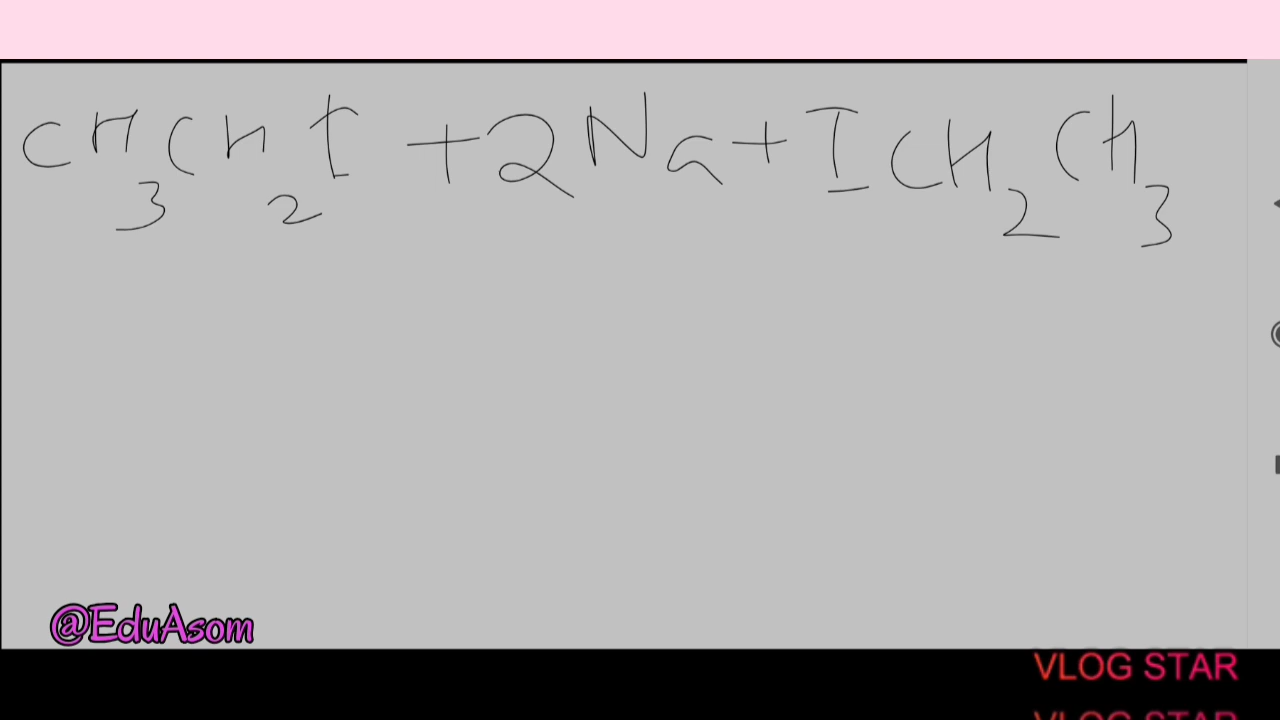 CH3CH2I + 2Na + ICH2CH3
@EduAsom
VLOG STAR